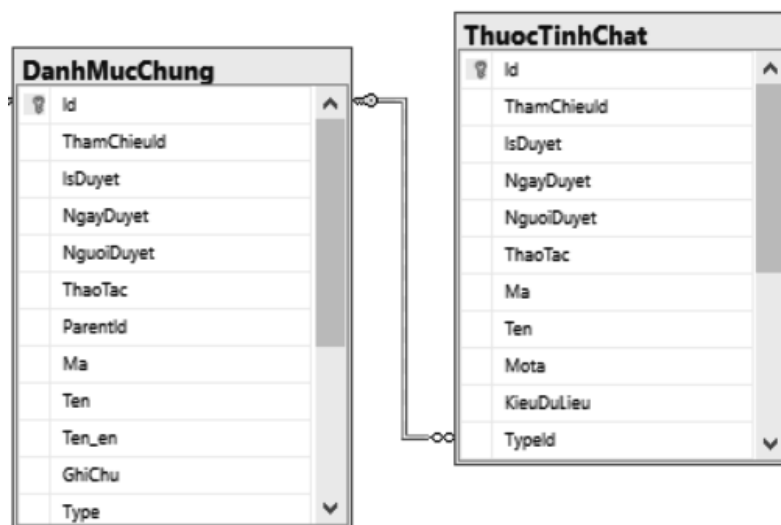 DanhMucChung
Id
ThamChieuId
IsDuyet
NgayDuyet
NguoiDuyet
ThaoTac
ParentId
Ma
Ten
Ten_en
GhiChu
Type
ThuocTinhChat
Id
ThamChieuId
IsDuyet
NgayDuyet
NguoiDuyet
ThaoTac
Ma
Ten
Mota
KieuDuLieu
TypeId